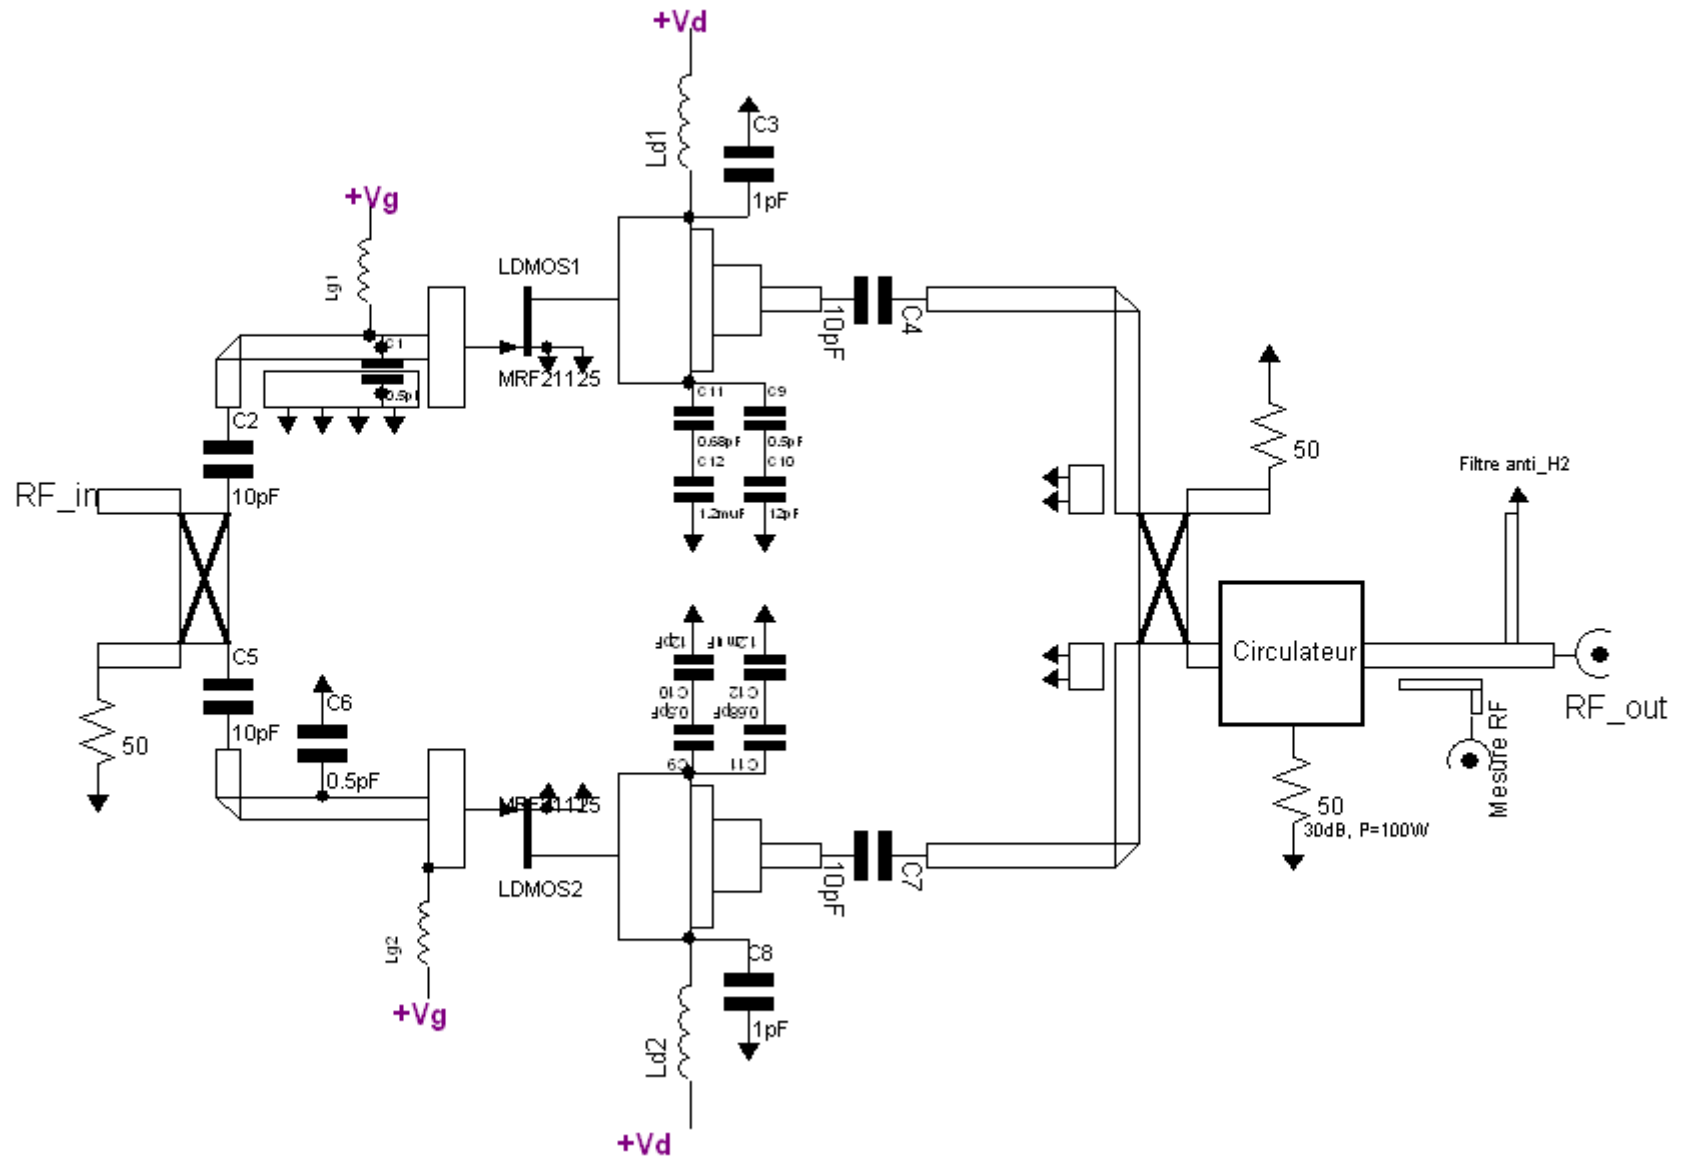 +Vd
Ld1
C3
1pF
+Vg
Lg1
LDMOS1
MRF21125
C1
0.5pF
C2
10pF
10pF
C4
C11
0.68pF
C12
1.2muF
C9
0.5pF
C10
12pF
50
Filtre anti_H2
RF_in
12pF
C10
0.5pF
C9
1.2muF
C12
0.68pF
C11
Circulateur
RF_out
Mesure RF
50
30dB, P=100W
C5
10pF
50
C6
0.5pF
MRF21125
LDMOS2
10pF
C7
Lg2
+Vg
C8
1pF
Ld2
+Vd